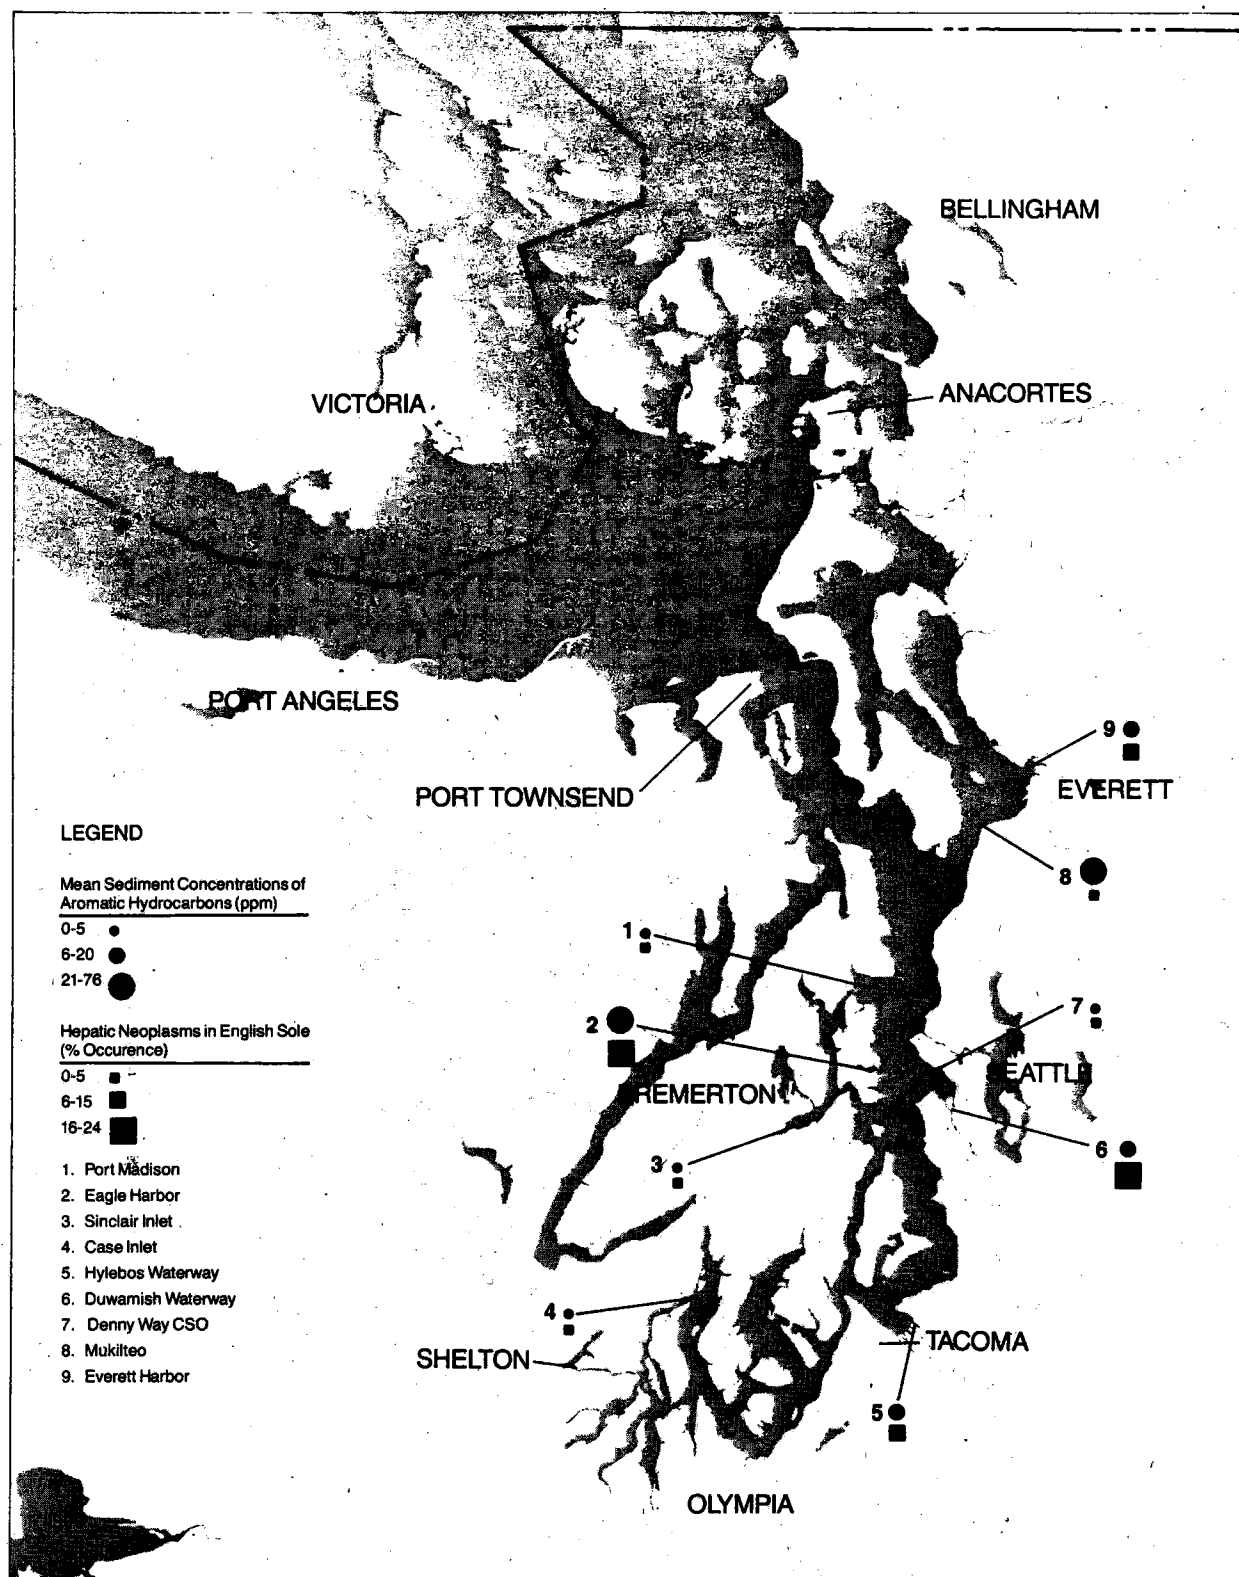 BELLINGHAM
ANACORTES
VICTORIA
PORT ANGELES
9
EVERETT
PORT TOWNSEND
8
LEGEND
Mean Sediment Concentrations of
Aromatic Hydrocarbons (ppm)
0-5
6-20
21-76
Hepatic Neoplasms in English Sole
(% Occurence)
0-5
6-15
16-24
1. Port Madison
2. Eagle Harbor
3. Sinclair Inlet
4. Case Inlet
5. Hylebos Waterway
6. Duwamish Waterway
7. Denny Way CSO
8. Mukilteo
9. Everett Harbor
1
7
2
SEATTLE
BREMERTON
6
3
4
TACOMA
SHELTON
5
OLYMPIA